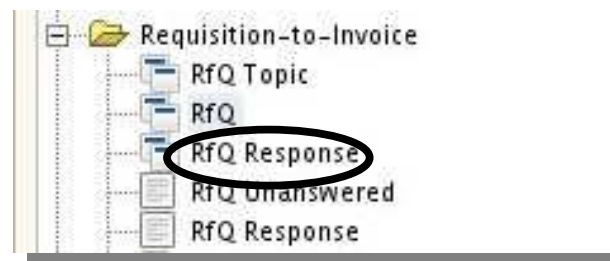 Requisition-to-Invoice
RfQ Topic
RfQ
RfQ Response
RfQ Unanswered
RfQ Response